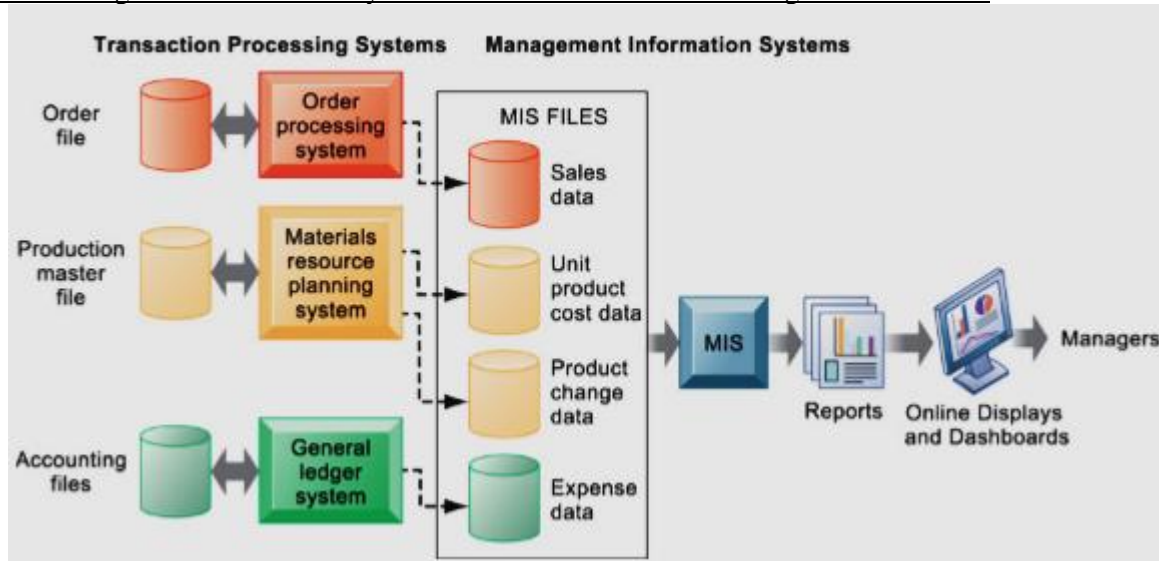 Transaction Processing Systems
Management Information Systems
Order
file
Order
processing
system
MIS FILES
Sales
data
Production
master
file
Materials
resource
planning
system
Unit
product
cost data
Product
change
data
MIS
Reports
Online Displays
and Dashboards
Managers
Accounting
files
General
ledger
system
Expense
data